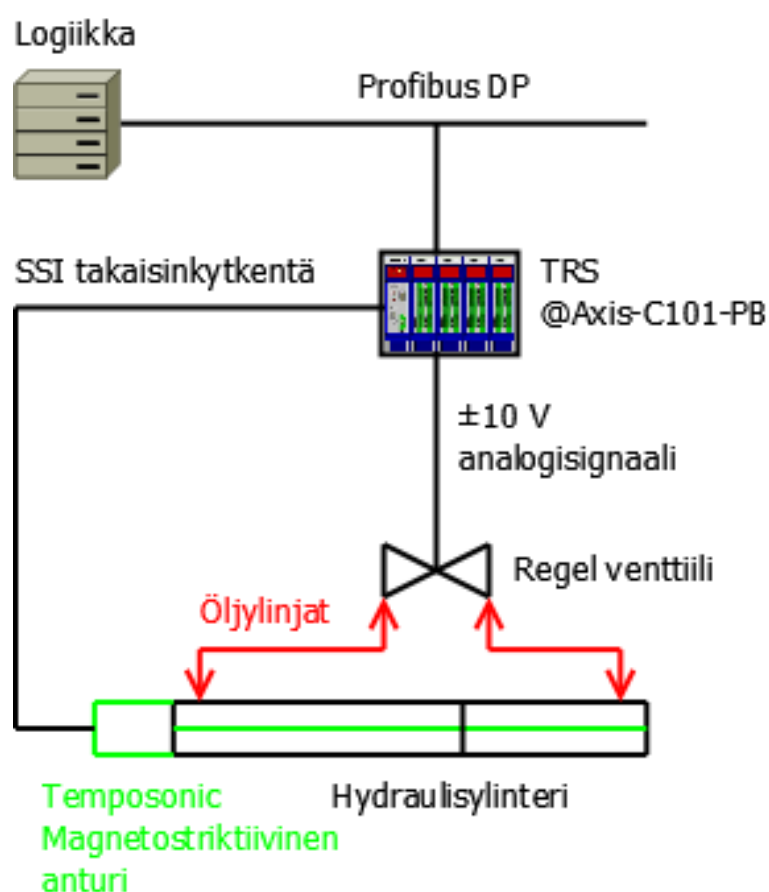 Logiikka
Profibus DP
SSI takaisinkytkentä
TRS
@Axis-C101-PB
±10 V
analogisignaali
Regel venttiili
Öljylinjat
Temposonic
Magnetostriktiivinen
anturi
Hydraulisylinteri